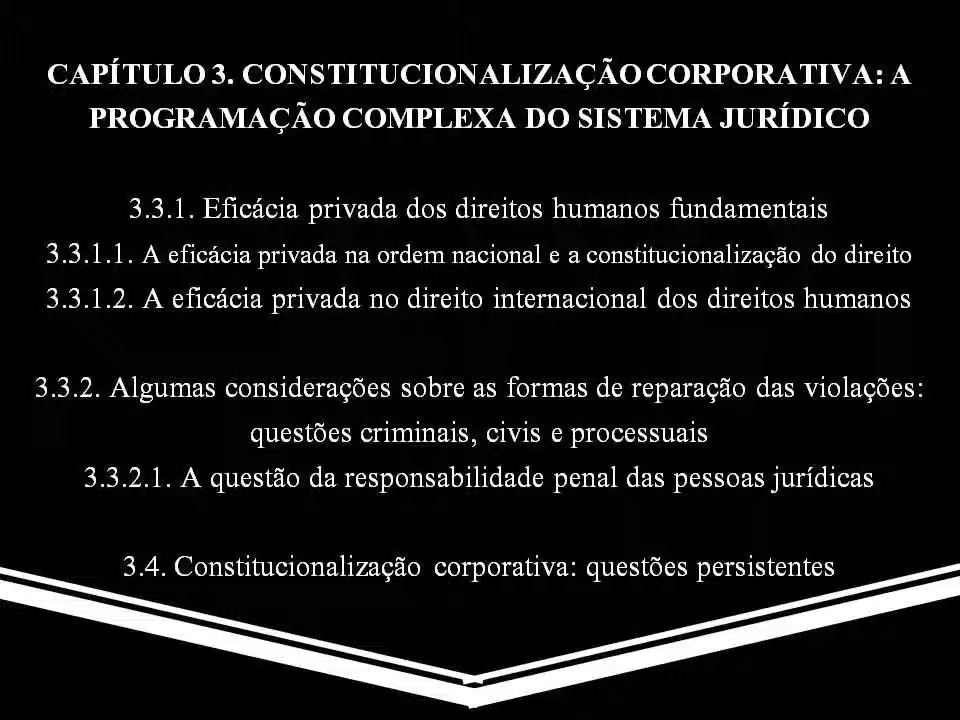 CAPÍTULO 3. CONSTITUCIONALIZAÇÃO CORPORATIVA: A
PROGRAMAÇÃO COMPLEXA DO SISTEMA JURÍDICO
3.3.1. Eficácia privada dos direitos humanos fundamentais
3.3.1.1. A eficácia privada na ordem nacional e a constitucionalização do direito
3.3.1.2. A eficácia privada no direito internacional dos direitos humanos
3.3.2. Algumas considerações sobre as formas de reparação das violações:
questões criminais, civis e processuais
3.3.2.1. A questão da responsabilidade penal das pessoas jurídicas
3.4. Constitucionalização corporativa: questões persistentes